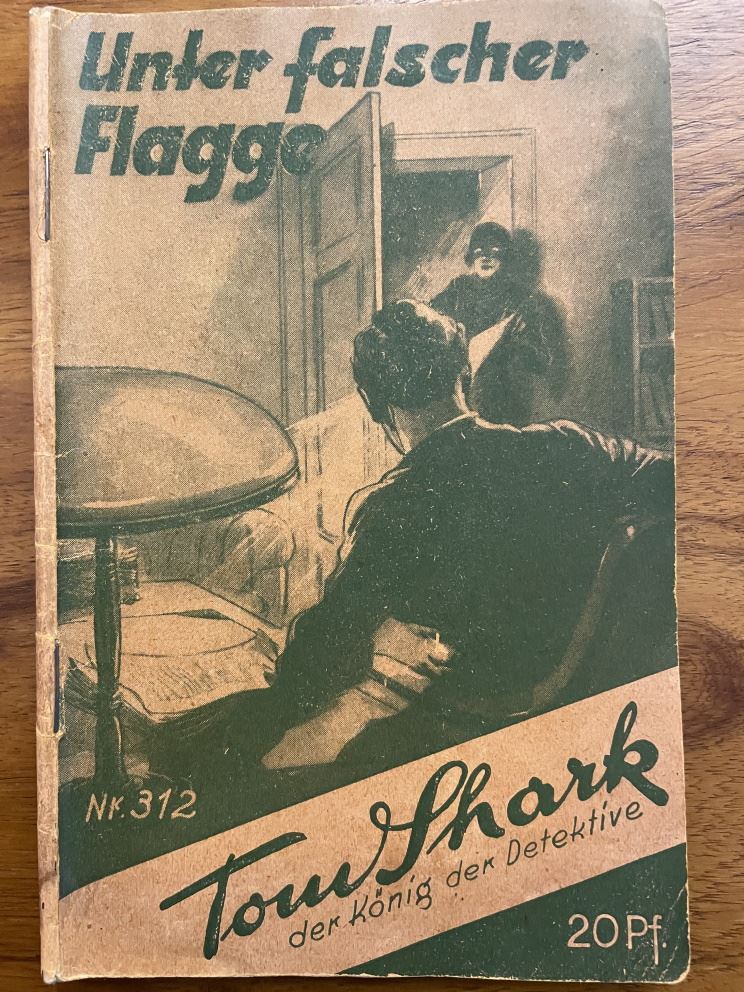 Unter falscher
Flagge
Nr. 312
Tom Shark
der König der Detektive
20 Pf.